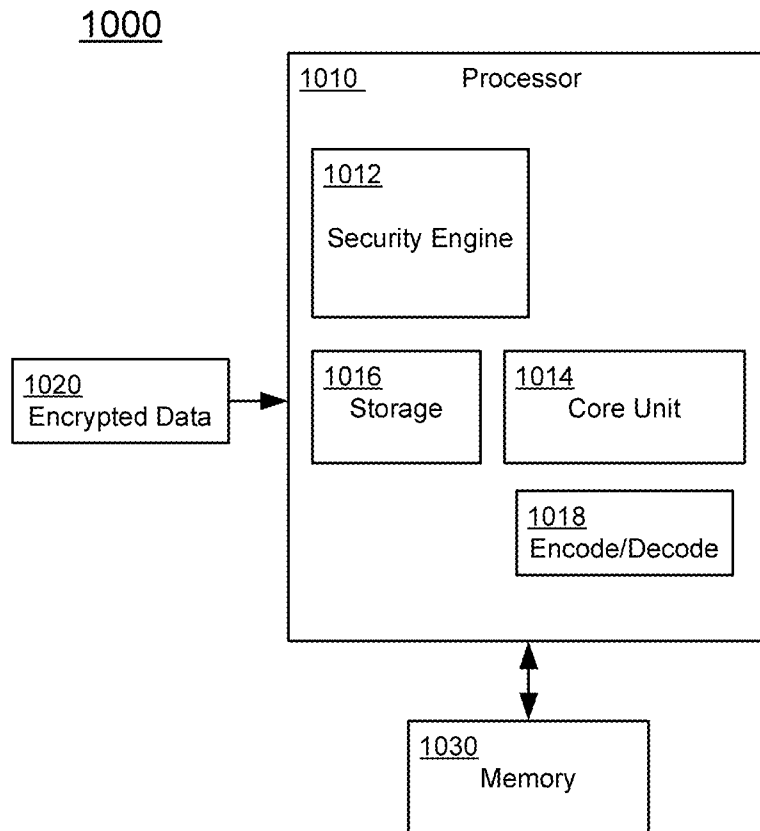 1000
1010 Processor
1012
Security Engine
1020
Encrypted Data
1016
Storage
1014
Core Unit
1018
Encode/Decode
1030
Memory